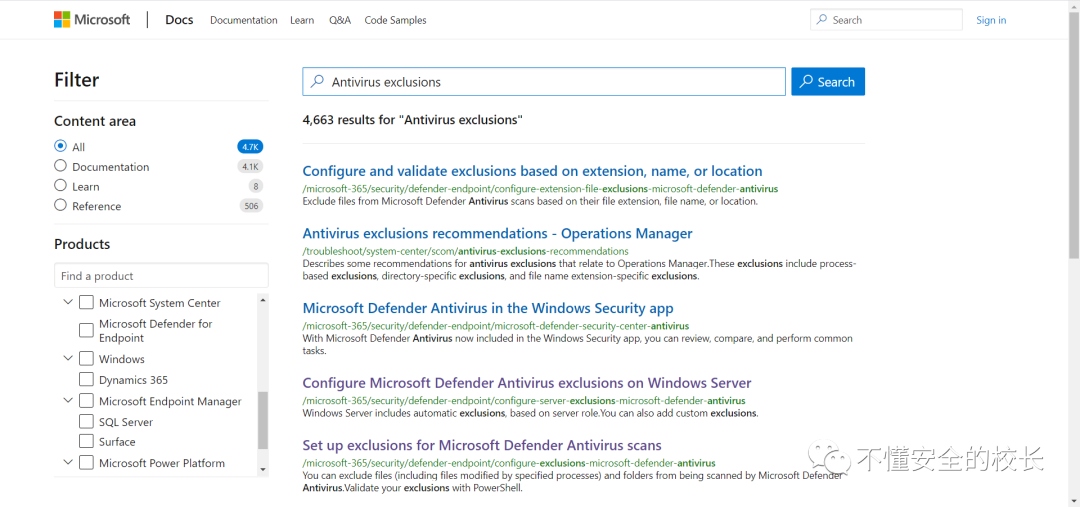 Microsoft Docs Documentation Learn Q&A Code Samples Search Sign in
Filter
Content area
All 4.7K
Documentation 4.1K
Learn 8
Reference 506
Products
Find a product
Microsoft System Center
Microsoft Defender for
Endpoint
Windows
Dynamics 365
Microsoft Endpoint Manager
SQL Server
Surface
Microsoft Power Platform
Antivirus exclusions Search
4,663 results for "Antivirus exclusions"
Configure and validate exclusions based on extension, name, or location
/microsoft-365/security/defender-endpoint/configure-extension-file-exclusions-microsoft-defender-antivirus
Exclude files from Microsoft Defender Antivirus scans based on their file extension, file name, or location.
Antivirus exclusions recommendations - Operations Manager
/troubleshoot/system-center/scom/antivirus-exclusions-recommendations
Describes some recommendations for antivirus exclusions that relate to Operations Manager.These exclusions include process-
based exclusions, directory-specific exclusions, and file name extension-specific exclusions.
Microsoft Defender Antivirus in the Windows Security app
/microsoft-365/security/defender-endpoint/microsoft-defender-security-center-antivirus
With Microsoft Defender Antivirus now included in the Windows Security app, you can review, compare, and perform common
tasks.
Configure Microsoft Defender Antivirus exclusions on Windows Server
/microsoft-365/security/defender-endpoint/configure-server-exclusions-microsoft-defender-antivirus
Windows Server includes automatic exclusions, based on server role.You can also add custom exclusions.
Set up exclusions for Microsoft Defender Antivirus scans
/microsoft-365/security/defender-endpoint/configure-exclusions-microsoft-defender-antivirus
You can exclude files (including files modified by specified processes) and folders from being scanned by Microsoft Defender
Antivirus.Validate your exclusions with PowerShell.
不懂安全的校长